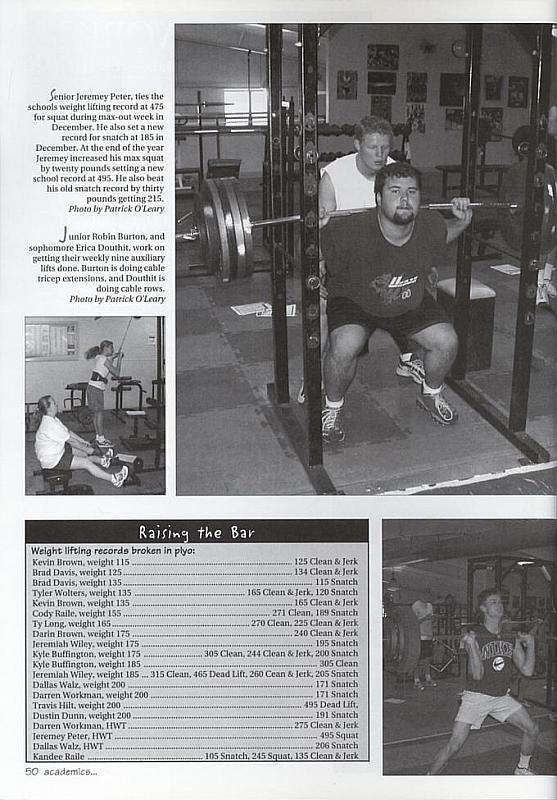 Senior Jeremey Peter, ties the
schools weight lifting record at 475
for squat during max-out week in
December. He also set a new
record for snatch at 185 in
December. At the end of the year
Jeremey increased his max squat
by twenty pounds setting a new
school record at 495. He also beat
his old snatch record by thirty
pounds getting 215.
Photo by Patrick O'Leary
Junior Robin Burton, and
sophomore Erica Douthit, work on
getting their weekly nine auxiliary
lifts done. Burton is doing cable
tricep extensions, and Douthit is
doing cable rows.
Photo by Patrick O'Leary
Raising the Bar
Weight lifting records broken in plyo:
Kevin Brown, weight 115 125 Clean & Jerk
Brad Davis, weight 125 134 Clean & Jerk
Brad Davis, weight 135 115 Snatch
Tyler Wolters, weight 135 165 Clean & Jerk, 120 Snatch
Kevin Brown, weight 135 165 Clean & Jerk
Cody Raile, weight 155 271 Clean, 189 Snatch
Ty Long, weight 165 270 Clean, 225 Clean & Jerk
Darin Brown, weight 175 240 Clean & Jerk
Jeremiah Wiley, weight 175 195 Snatch
Kyle Buffington, weight 175 305 Clean, 244 Clean & Jerk, 200 Snatch
Kyle Buffington, weight 185 305 Clean
Jeremiah Wiley, weight 185 ... 315 Clean, 465 Dead Lift, 260 Cean & Jerk, 205 Snatch
Dallas Walz, weight 200 171 Snatch
Darren Workman, weight 200 171 Snatch
Travis Hilt, weight 200 495 Dead Lift,
Dustin Dunn, weight 200 191 Snatch
Darren Workman, HWT 275 Clean & Jerk
Jeremey Peter, HWT 495 Squat
Dallas Walz, HWT 206 Snatch
Kandee Raile 105 Snatch, 245 Squat, 135 Clean & Jerk
50 academics...